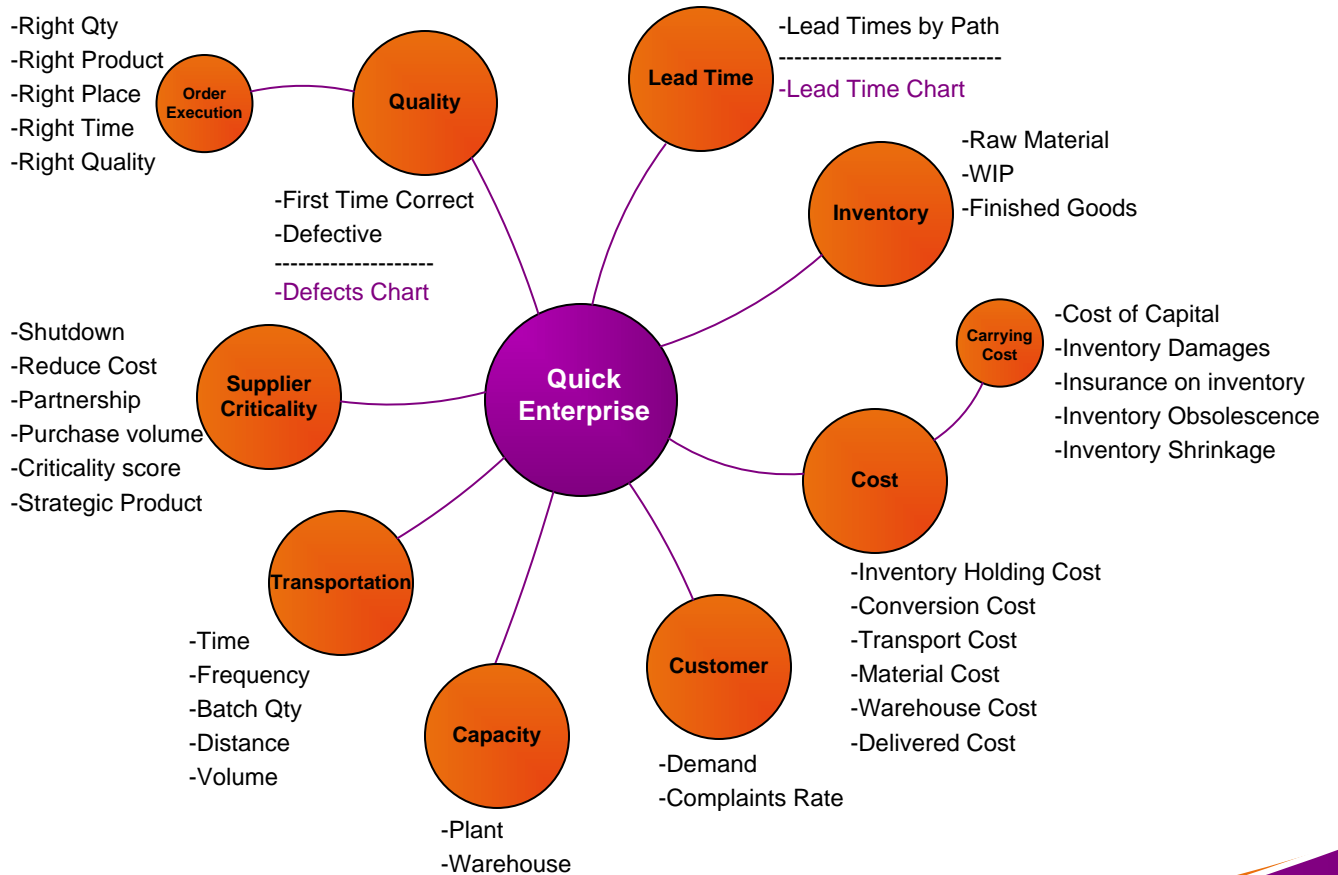 -Right Qty
-Right Product
-Right Place
-Right Time
-Right Quality
Order
Execution
Quality
-First Time Correct
-Defective
--------------------
-Defects Chart
Lead Time
-Lead Times by Path
----------------------------
-Lead Time Chart
Inventory
-Raw Material
-WIP
-Finished Goods
Carrying
Cost
-Cost of Capital
-Inventory Damages
-Insurance on inventory
-Inventory Obsolescence
-Inventory Shrinkage
Quick
Enterprise
-Shutdown
-Reduce Cost
-Partnership
-Purchase volume
-Criticality score
-Strategic Product
Supplier
Criticality
Cost
-Inventory Holding Cost
-Conversion Cost
-Transport Cost
-Material Cost
-Warehouse Cost
-Delivered Cost
Transportation
-Time
-Frequency
-Batch Qty
-Distance
-Volume
Capacity
-Plant
-Warehouse
Customer
-Demand
-Complaints Rate